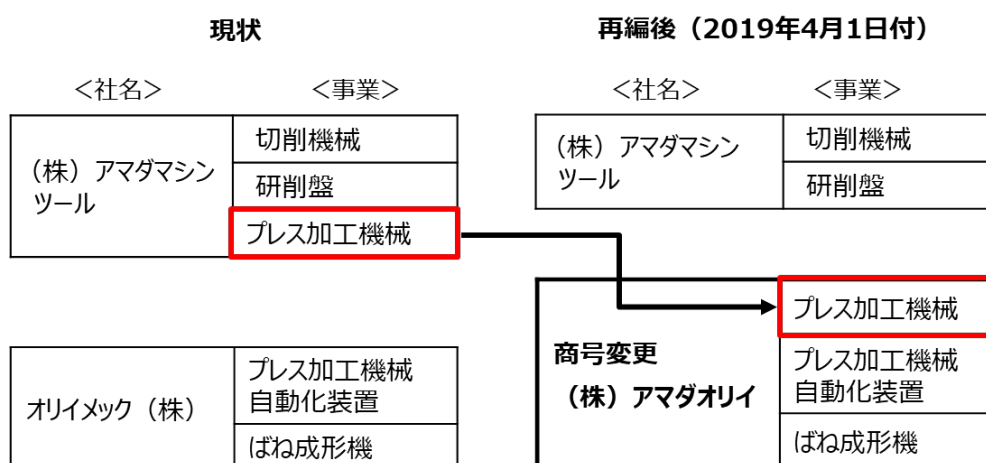 現状
再編後（2019年4月1日付）
＜社名＞
＜事業＞
（株）アマダマシン
ツール
切削機械
研削盤
プレス加工機械
オリイメック（株）
プレス加工機械
自動化装置
ばね成形機
＜社名＞
＜事業＞
（株）アマダマシン
ツール
切削機械
研削盤
商号変更
（株）アマダオリイ
プレス加工機械
プレス加工機械
自動化装置
ばね成形機